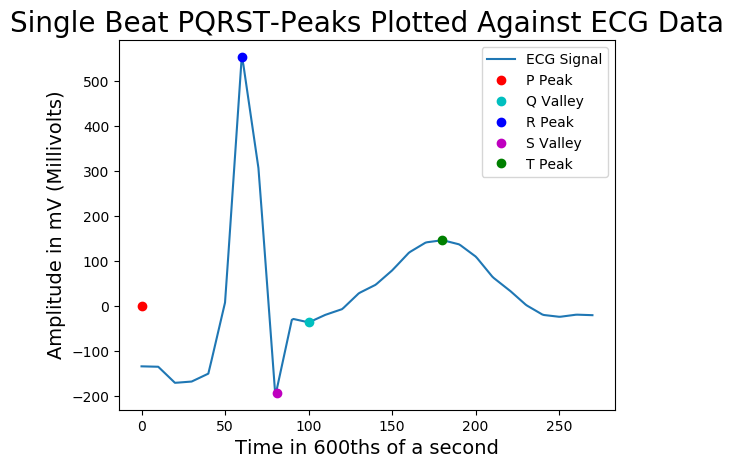 Single Beat PQRST-Peaks Plotted Against ECG Data
ECG Signal
P Peak
Q Valley
R Peak
S Valley
T Peak
Amplitude in mV (Millivolts)
500
400
300
200
100
0
−100
−200
0 50 100 150 200 250
Time in 600ths of a second